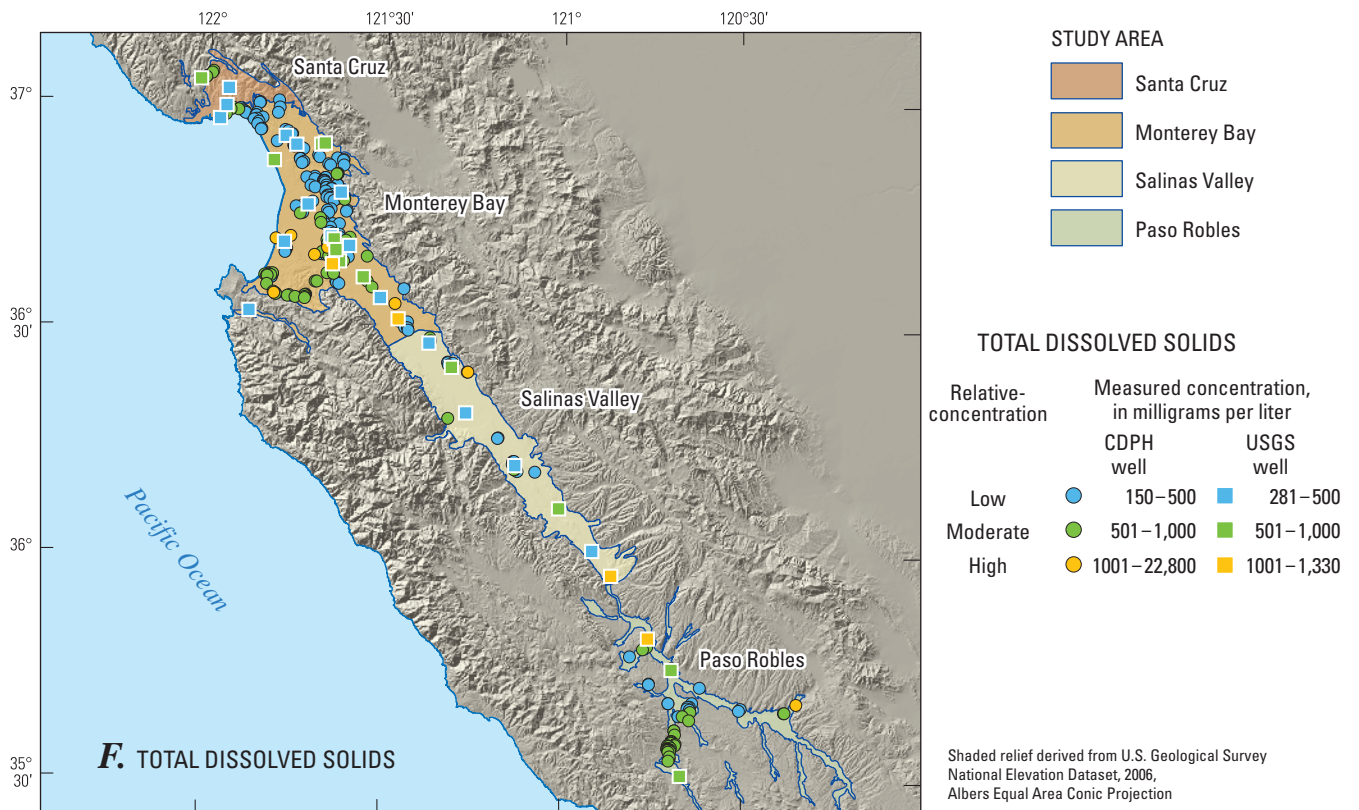 122°
121°30'
121°
120°30'
37°
36°
30'
36°
35°
30'
Santa Cruz
Monterey Bay
Salinas Valley
Paso Robles
Pacific Ocean
F. TOTAL DISSOLVED SOLIDS
STUDY AREA
Santa Cruz
Monterey Bay
Salinas Valley
Paso Robles
TOTAL DISSOLVED SOLIDS
Relative-
concentration
Measured concentration,
in milligrams per liter
CDPH
well
USGS
well
Low 150–500 281–500
Moderate 501–1,000 501–1,000
High 1001–22,800 1001–1,330
Shaded relief derived from U.S. Geological Survey
National Elevation Dataset, 2006,
Albers Equal Area Conic Projection